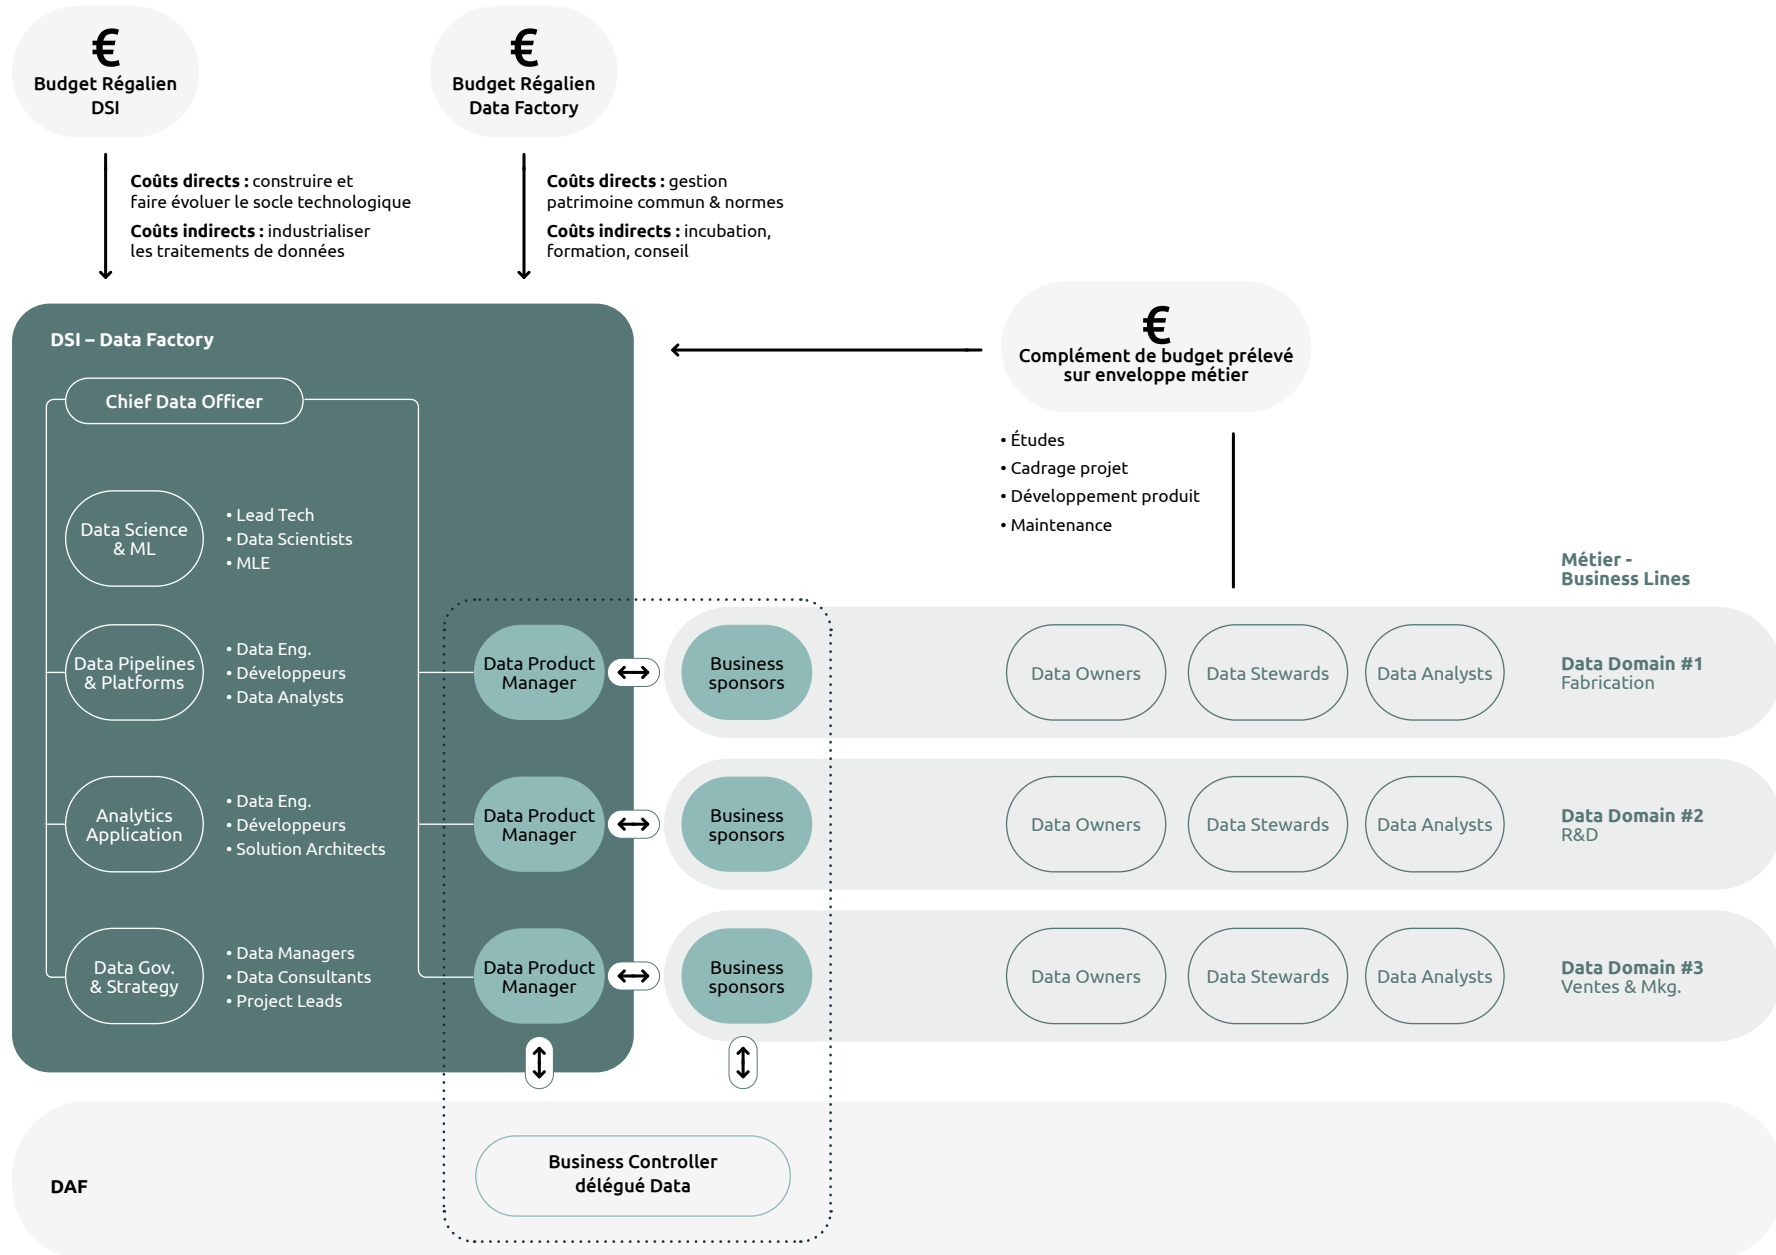 €
Budget Régalien
DSI
€
Budget Régalien
Data Factory
Coûts directs : construire et
faire évoluer le socle technologique
Coûts indirects : industrialiser
les traitements de données
Coûts directs : gestion
patrimoine commun & normes
Coûts indirects : incubation,
formation, conseil
€
Complément de budget prélevé
sur enveloppe métier
• Études
• Cadrage projet
• Développement produit
• Maintenance
DSI – Data Factory
Chief Data Officer
Data Science
& ML
• Lead Tech
• Data Scientists
• MLE
Data Pipelines
& Platforms
• Data Eng.
• Développeurs
• Data Analysts
Analytics
Application
• Data Eng.
• Développeurs
• Solution Architects
Data Gov.
& Strategy
• Data Managers
• Data Consultants
• Project Leads
Métier -
Business Lines
Data Product
Manager
Business
sponsors
Data Owners
Data Stewards
Data Analysts
Data Domain #1
Fabrication
Data Product
Manager
Business
sponsors
Data Owners
Data Stewards
Data Analysts
Data Domain #2
R&D
Data Product
Manager
Business
sponsors
Data Owners
Data Stewards
Data Analysts
Data Domain #3
Ventes & Mkg.
DAF
Business Controller
délégué Data